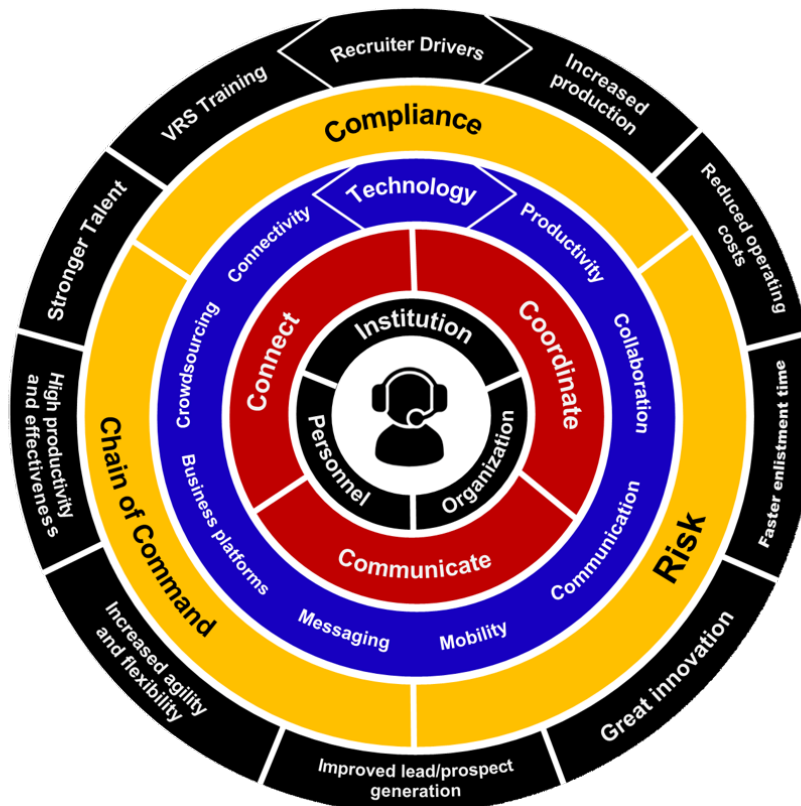 Recruiter Drivers
Increased
production
Reduced operating
costs
Faster enlistment time
Great innovation
Improved lead/prospect
generation
Increased agility
and flexibility
High productivity
and effectiveness
Stronger Talent
VRS Training
Compliance
Risk
Chain of Command
Technology
Productivity
Collaboration
Communication
Mobility
Messaging
Business platforms
Crowdsourcing
Connectivity
Connect
Coordinate
Communicate
Institution
Organization
Personnel